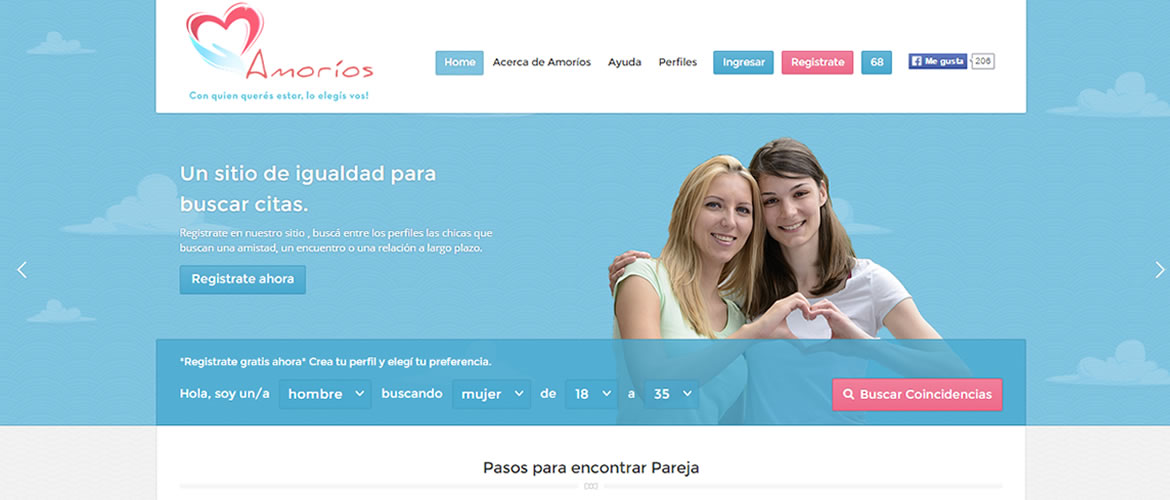 Amoríos
Con quien querés estar, lo elegís vos!
Home Acerca de Amoríos Ayuda Perfiles Ingresar Registrate 68 Me gusta 206
Un sitio de igualdad para
buscar citas.
Registrate en nuestro sitio , buscá entre los perfiles las chicas que
buscan una amistad, un encuentro o una relación a largo plazo.
Registrate ahora
*Registrate gratis ahora* Crea tu perfil y elegí tu preferencia.
Hola, soy un/a hombre buscando mujer de 18 a 35 Buscar Coincidencias
Pasos para encontrar Pareja